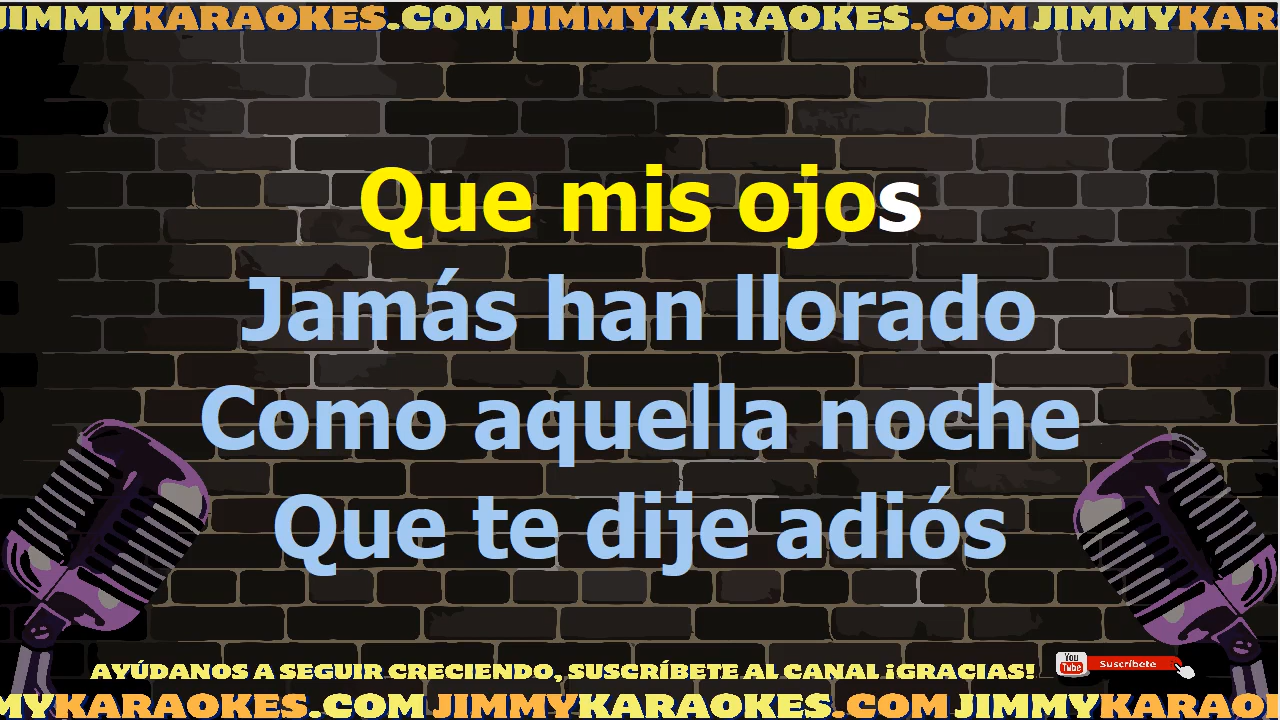 JIMMYKARAOKES.COM JIMMYKARAOKES.COM JIMMYKAR
Que mis ojos
Jamás han llorado
Como aquella noche
Que te dije adiós
AYÚDANOS A SEGUIR CRECIENDO, SUSCRÍBETE AL CANAL ¡GRACIAS!
You Tube Suscríbete
MYKARAOKES.COM JIMMYKARAOKES.COM JIMMYKARAOK